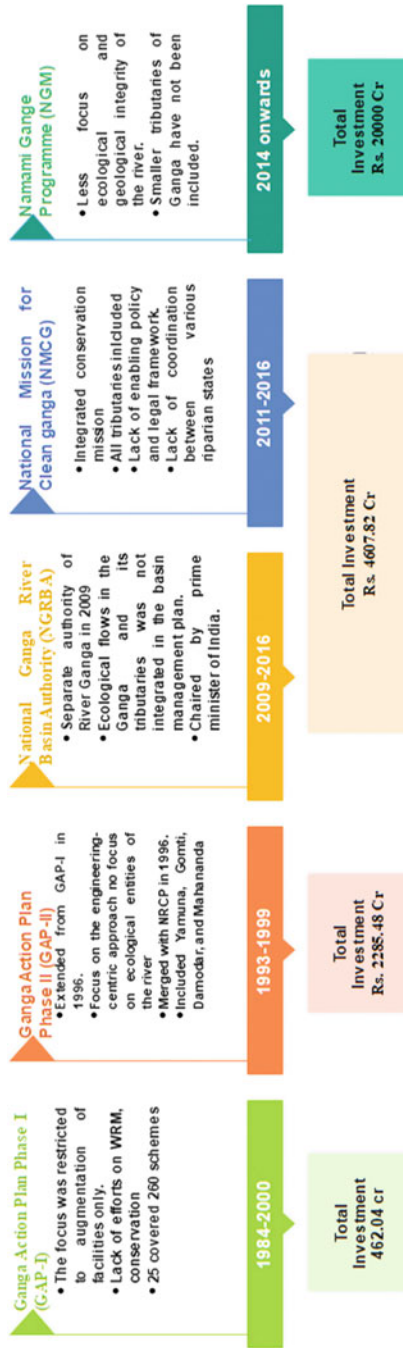 Ganga Action Plan Phase I
(GAP-I)
• The focus was restricted
to augmentation of
facilities only.
• Lack of efforts on WRM,
conservation
• 25 covered 260 schemes
1984-2000
Total
Investment
462.04 cr
Ganga Action Plan
Phase II (GAP-II)
• Extended from GAP-I in
1996.
• Focus on the engineering-
centric approach no focus
on ecological entities of
the river
• Merged with NRCP in 1996.
• Included Yamuna, Gomti,
Damodar, and Mahananda
1993-1999
Total
Investment
Rs. 2285.48 Cr
National Ganga River
Basin Authority (NGRBA)
• Separate authority of
River Ganga in 2009
• Ecological flows in the
Ganga and its
tributaries was not
integrated in the basin
management plan.
• Chaired by prime
minister of India.
2009-2016
National Mission for
Clean ganga (NMCG)
• Integrated conservation
mission
• All tributaries inlcluded
• Lack of enabling policy
and legal framework.
• Lack of coordination
between various
riparian states
2011-2016
Total Investment
Rs. 4607.82 Cr
Namami Gange
Programme (NGM)
• Less focus on
ecological and
geological integrity of
the river.
• Smaller tributaries of
Ganga have not been
included.
2014 onwards
Total
Investment
Rs. 20000 Cr